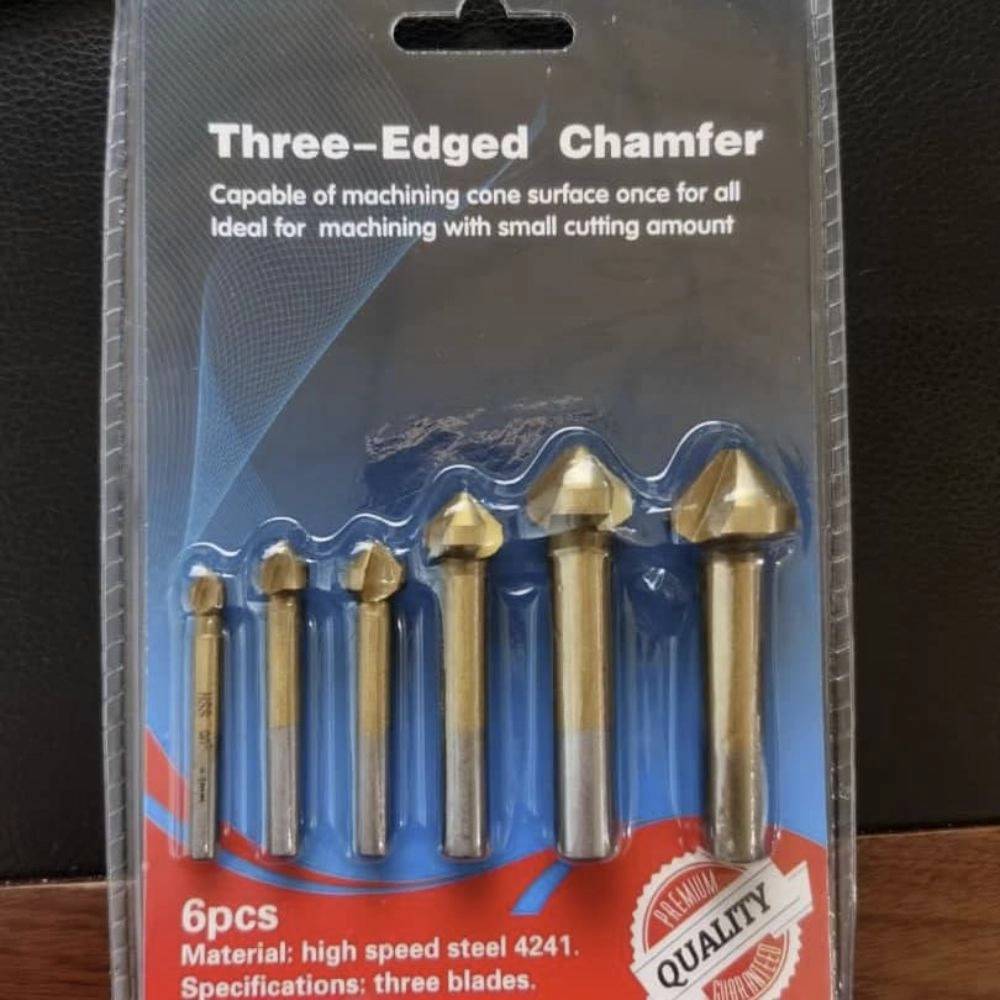 Three-Edged Chamfer
Capable of machining cone surface once for all
Ideal for machining with small cutting amount
HSS
6pcs
Material: high speed steel 4241.
Specifications: three blades.
PREMIUM
QUALITY
GUARANTEED